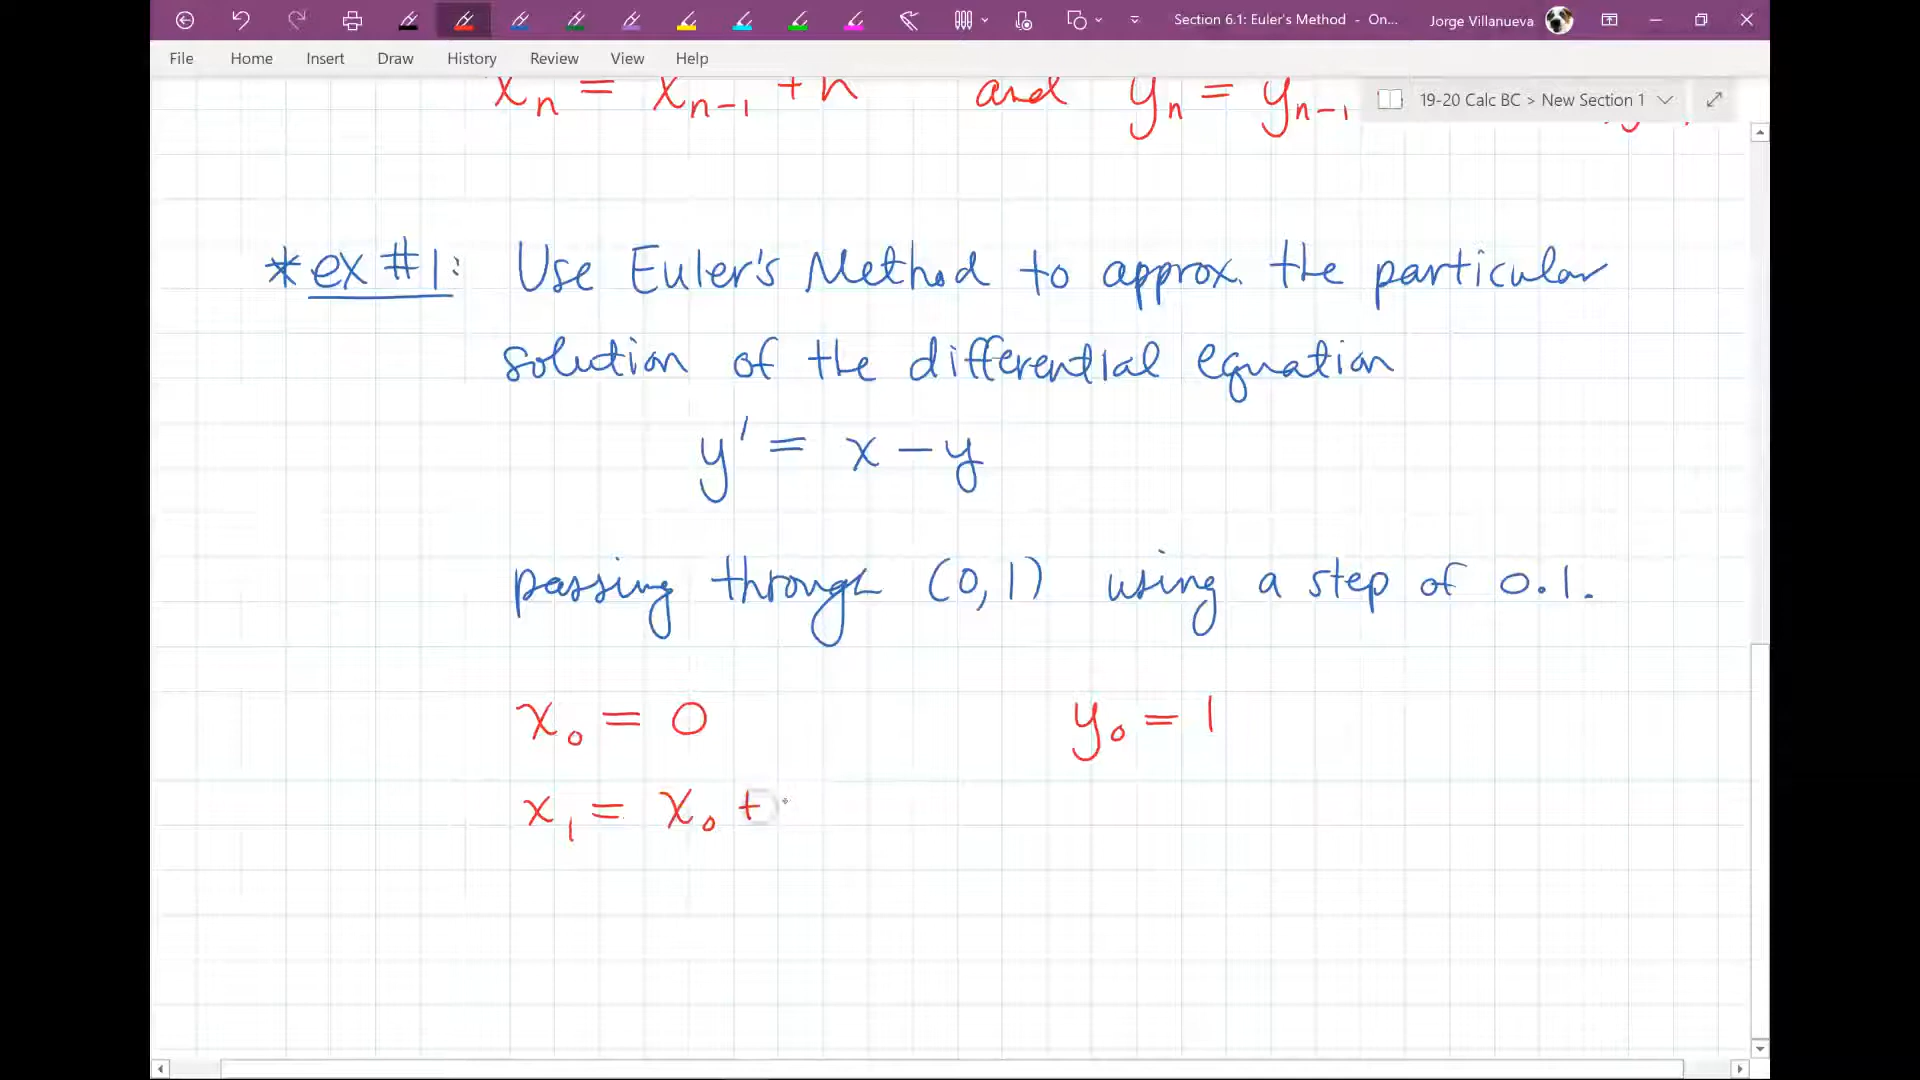 Section 6.1: Euler's Method - On... Jorge Villanueva
File Home Insert Draw History Review View Help
19-20 Calc BC > New Section 1
xₙ = xₙ₋₁ + h and yₙ = yₙ₋₁
*ex #1: Use Euler's Method to approx. the particular
solution of the differential equation
y' = x - y
passing through (0, 1) using a step of 0.1.
x₀ = 0 y₀ = 1
x₁ = x₀ +